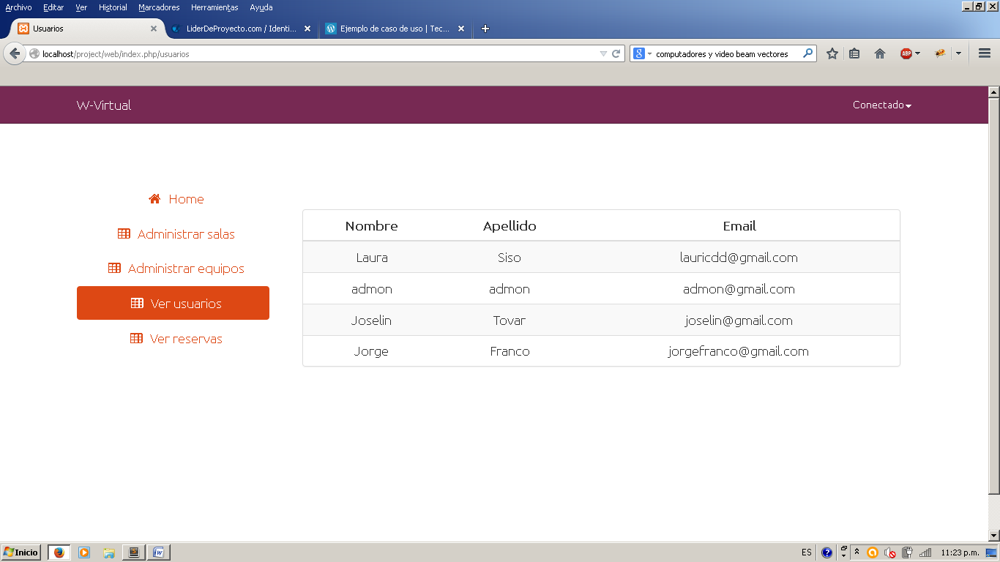 Archivo Editar Ver Historial Marcadores Herramientas Ayuda
Usuarios
LiderDeProyecto.com / Identi...
Ejemplo de caso de uso | Tec...
localhost/project/web/index.php/usuarios
computadores y video beam vectores
ABP
W-Virtual
Conectado
Home
Administrar salas
Administrar equipos
Ver usuarios
Ver reservas
Nombre Apellido Email
Laura Siso lauricdd@gmail.com
admon admon admon@gmail.com
Joselin Tovar joselin@gmail.com
Jorge Franco jorgefranco@gmail.com
Inicio
ES
11:23 p.m.